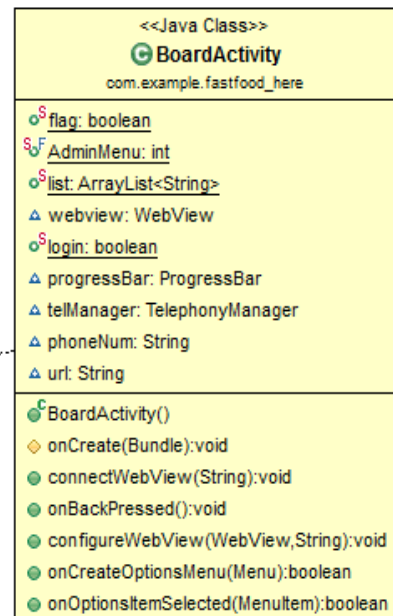 <<Java Class>>
BoardActivity
com.example.fastfood_here
flag: boolean
AdminMenu: int
list: ArrayList<String>
webview: WebView
login: boolean
progressBar: ProgressBar
telManager: TelephonyManager
phoneNum: String
url: String
BoardActivity()
onCreate(Bundle):void
connectWebView(String):void
onBackPressed():void
configureWebView(WebView,String):void
onCreateOptionsMenu(Menu):boolean
onOptionsItemSelected(MenuItem):boolean